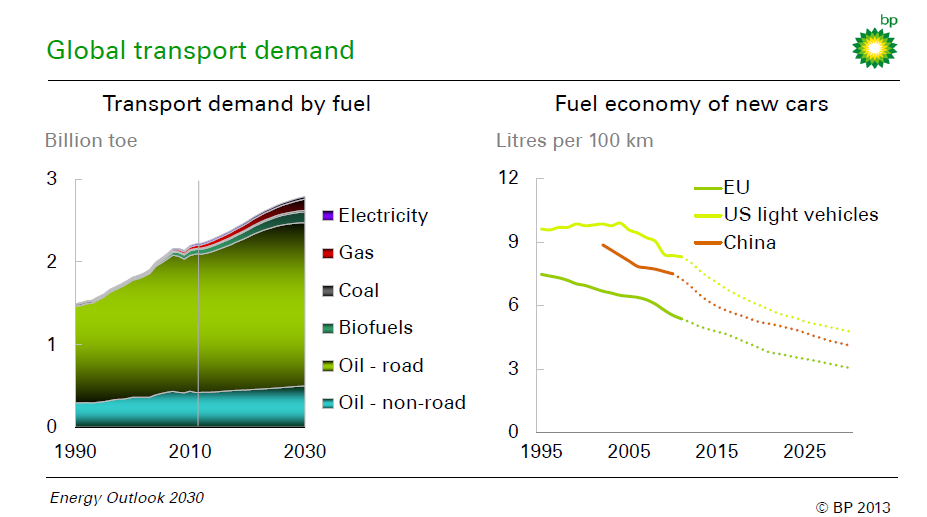 bp
Global transport demand
Transport demand by fuel
Billion toe
3
2
1
0
1990
2010
2030
Electricity
Gas
Coal
Biofuels
Oil - road
Oil - non-road
Fuel economy of new cars
Litres per 100 km
12
9
6
3
0
1995
2005
2015
2025
EU
US light vehicles
China
Energy Outlook 2030
© BP 2013